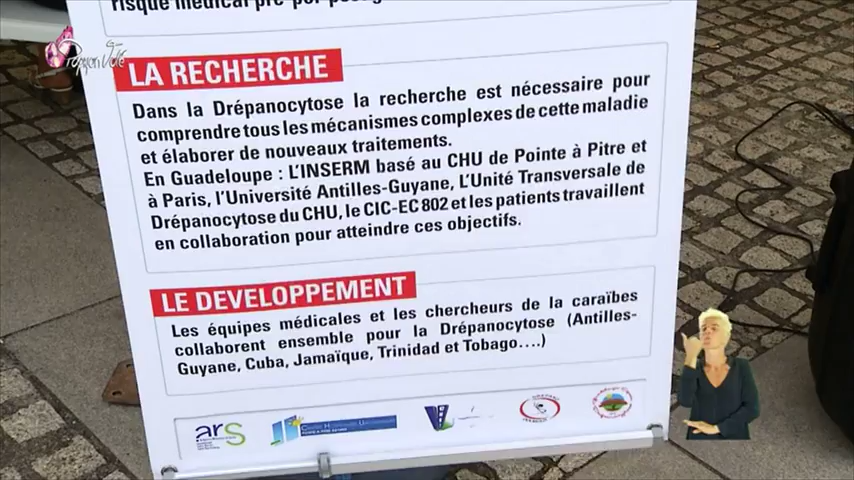 risque médical
Papyon Vole
LA RECHERCHE
Dans la Drépanocytose la recherche est nécessaire pour
comprendre tous les mécanismes complexes de cette maladie
et élaborer de nouveaux traitements.
En Guadeloupe : L'INSERM basé au CHU de Pointe à Pitre et
à Paris, l'Université Antilles-Guyane, L'Unité Transversale de
Drépanocytose du CHU, le CIC-EC 802 et les patients travaillent
en collaboration pour atteindre ces objectifs.
LE DEVELOPPEMENT
Les équipes médicales et les chercheurs de la caraïbes
collaborent ensemble pour la Drépanocytose (Antilles-
Guyane, Cuba, Jamaïque, Trinidad et Tobago....)
ars